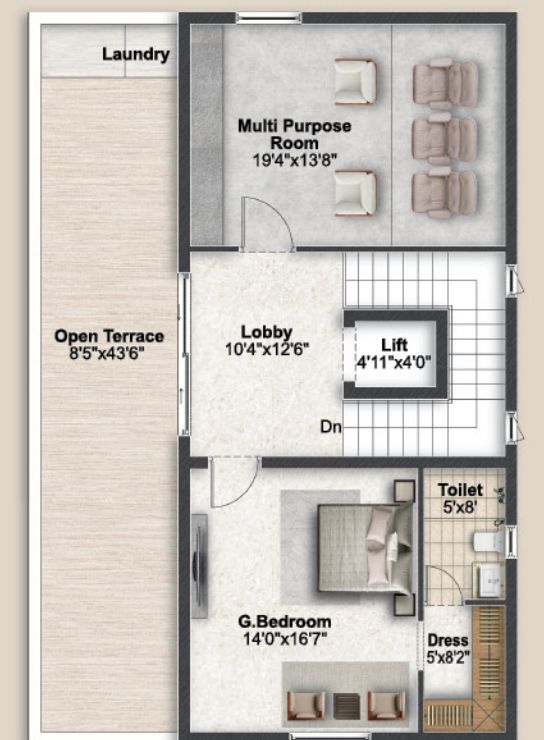 Laundry
Multi Purpose
Room
19'4"x13'8"
Open Terrace
8'5"x43'6"
Lobby
10'4"x12'6"
Lift
4'11"x4'0"
Dn
Toilet
5'x8'
G.Bedroom
14'0"x16'7"
Dress
5'x8'2"